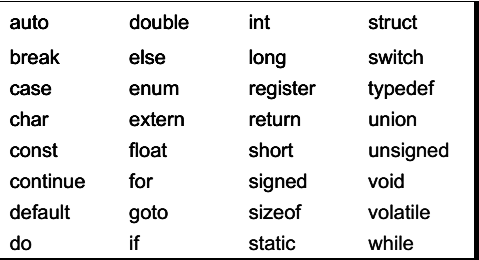 auto double int struct
break else long switch
case enum register typedef
char extern return union
const float short unsigned
continue for signed void
default goto sizeof volatile
do if static while